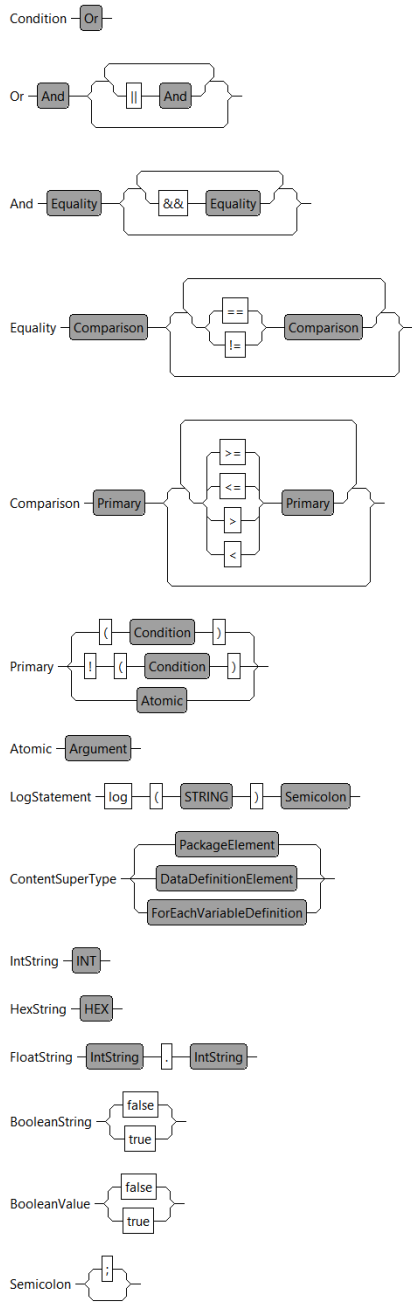 Condition Or
Or And || And
And Equality && Equality
==
Equality Comparison Comparison
!=
>=
<=
Comparison Primary Primary
>
<
( Condition )
Primary ! ( Condition )
Atomic
Atomic Argument
LogStatement log ( STRING ) Semicolon
PackageElement
ContentSuperType DataDefinitionElement
ForEachVariableDefinition
IntString INT
HexString HEX
FloatString IntString . IntString
false
BooleanString
true
false
BooleanValue
true
;
Semicolon